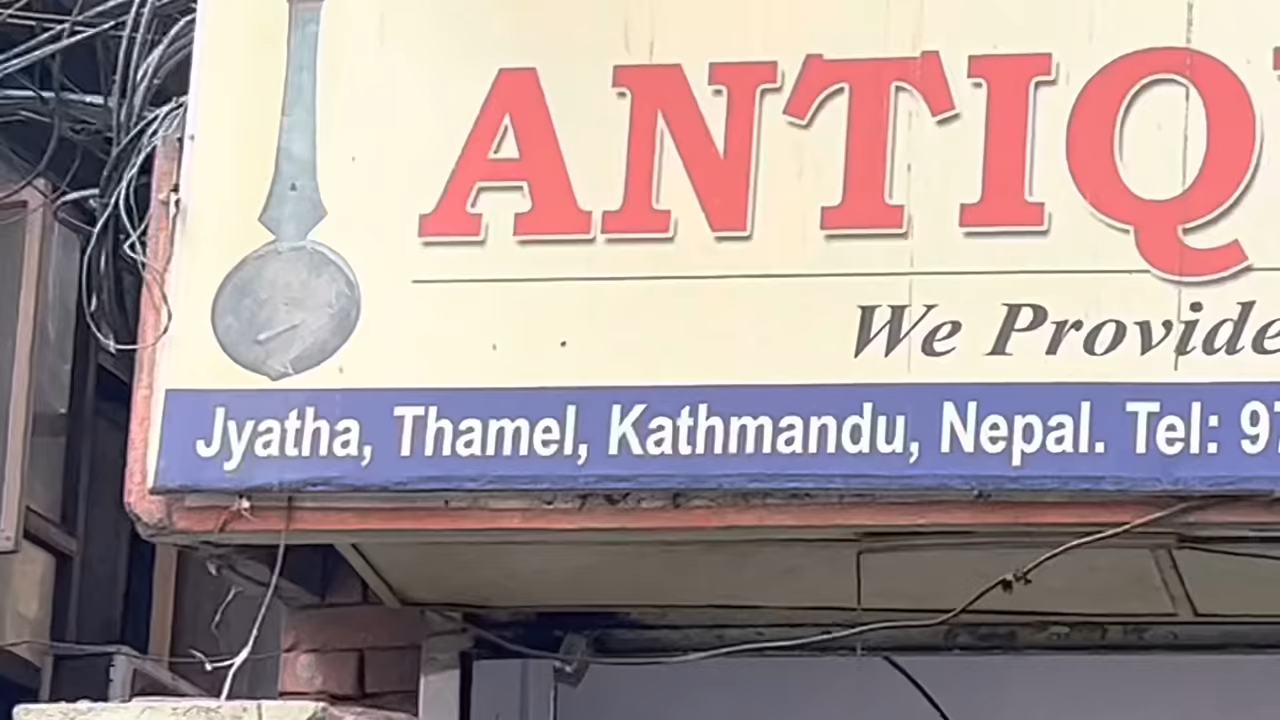 ANTIQ
We Provide
Jyatha, Thamel, Kathmandu, Nepal. Tel: 97